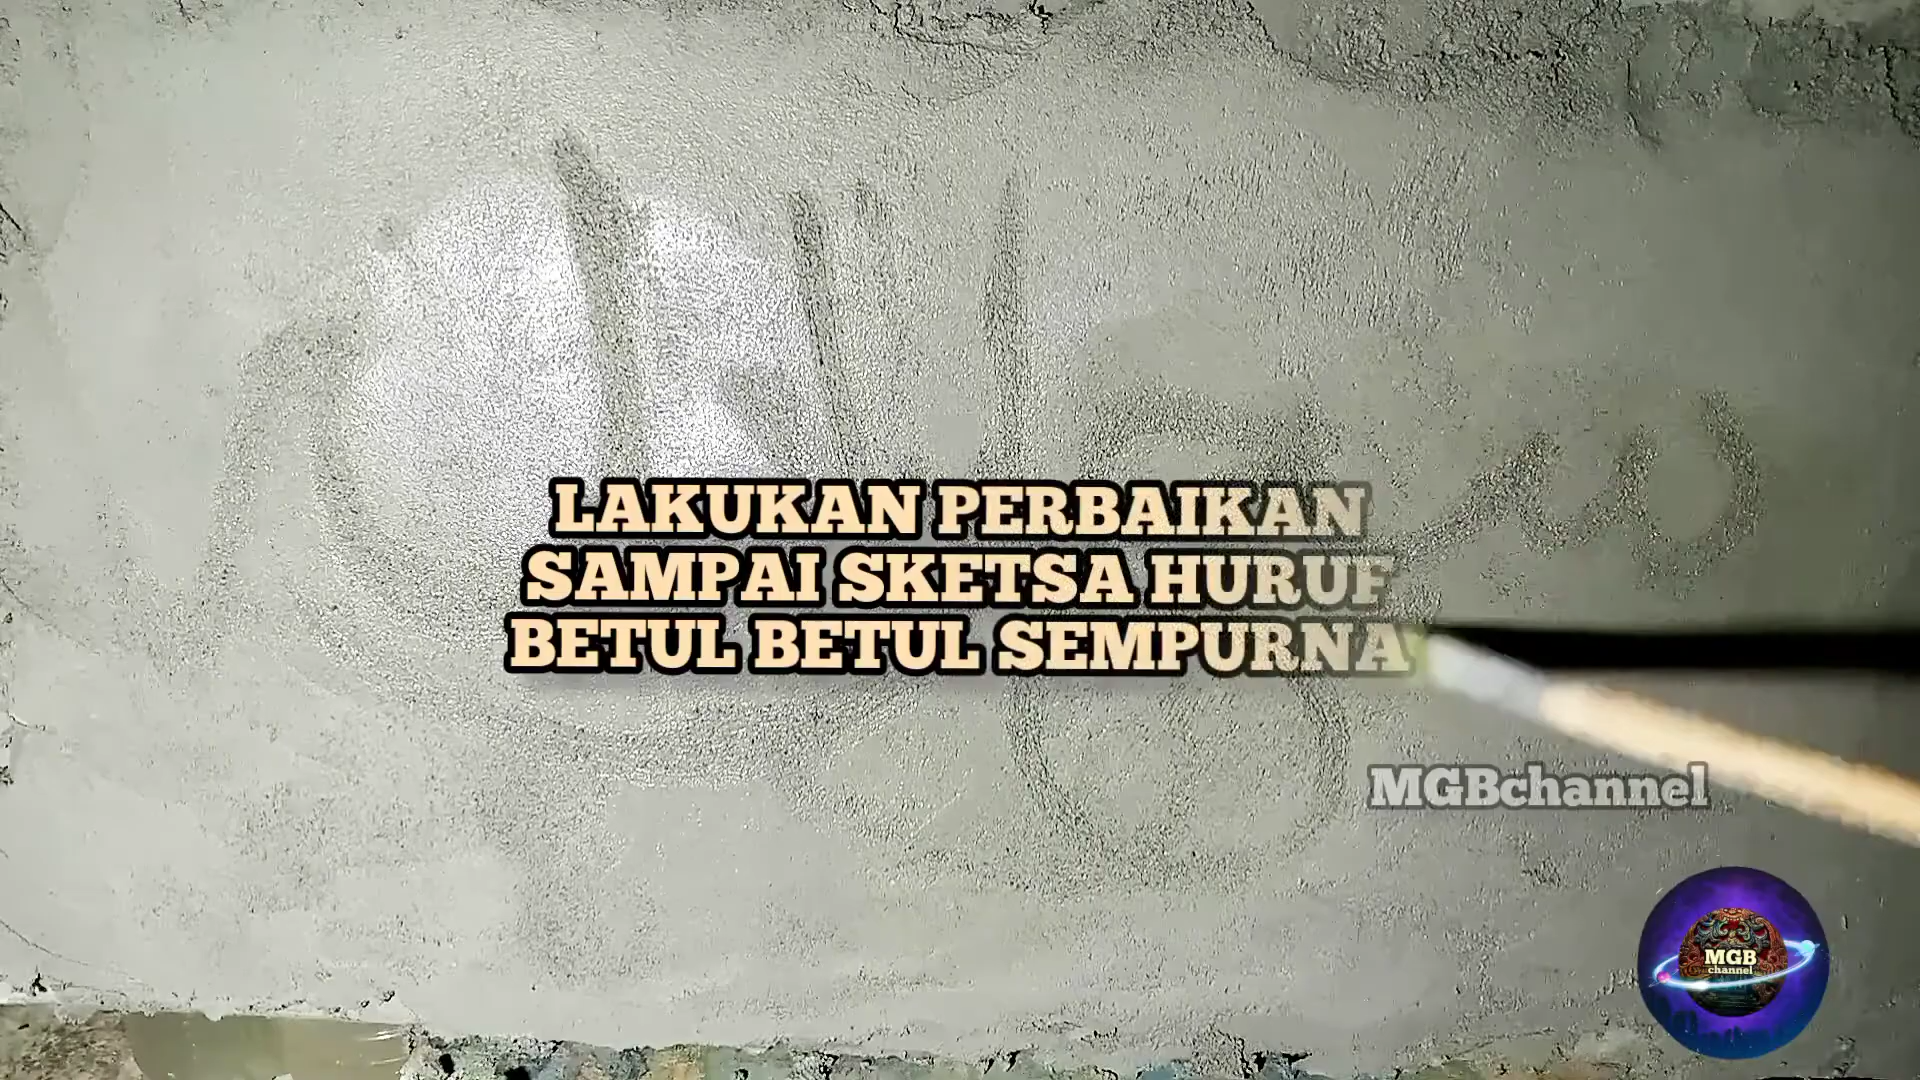 LAKUKAN PERBAIKAN
SAMPAI SKETSA HURUF
BETUL BETUL SEMPURNA
MGBchannel
MGB
channel